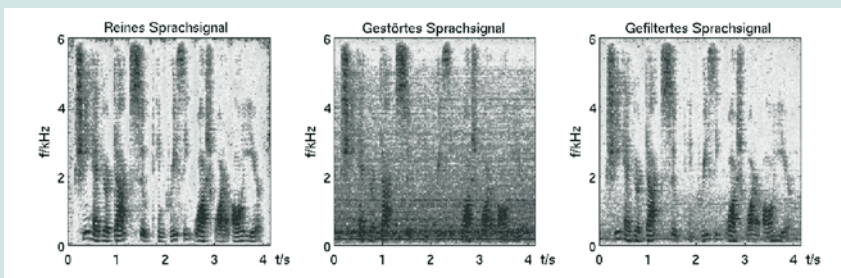 Reines Sprachsignal
6
4
2
0
f/kHz
0 1 2 3 4 t/s
Gestörtes Sprachsignal
6
4
2
0
f/kHz
0 1 2 3 4 t/s
Gefiltertes Sprachsignal
6
4
2
0
f/kHz
0 1 2 3 4 t/s